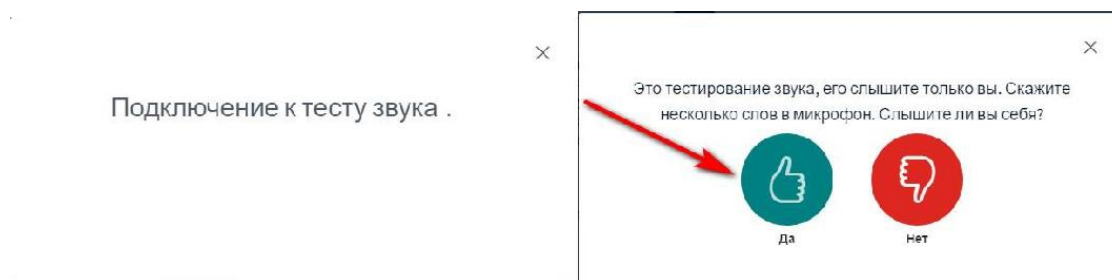 Подключение к тесту звука .
Это тестирование звука, его слышите только вы. Скажите
несколько слов в микрофон. Слышите ли вы себя?
Да
Нет